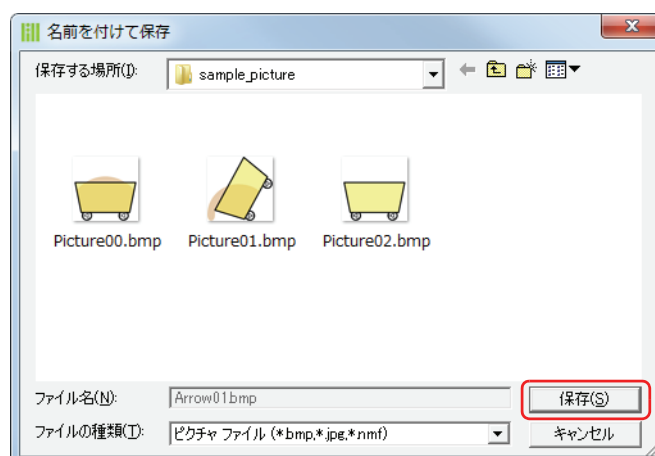 名前を付けて保存
保存する場所(I):
sample_picture
Picture00.bmp
Picture01.bmp
Picture02.bmp
ファイル名(N):
Arrow01.bmp
保存(S)
ファイルの種類(T):
ピクチャ ファイル (*.bmp,*.jpg,*.nmf)
キャンセル